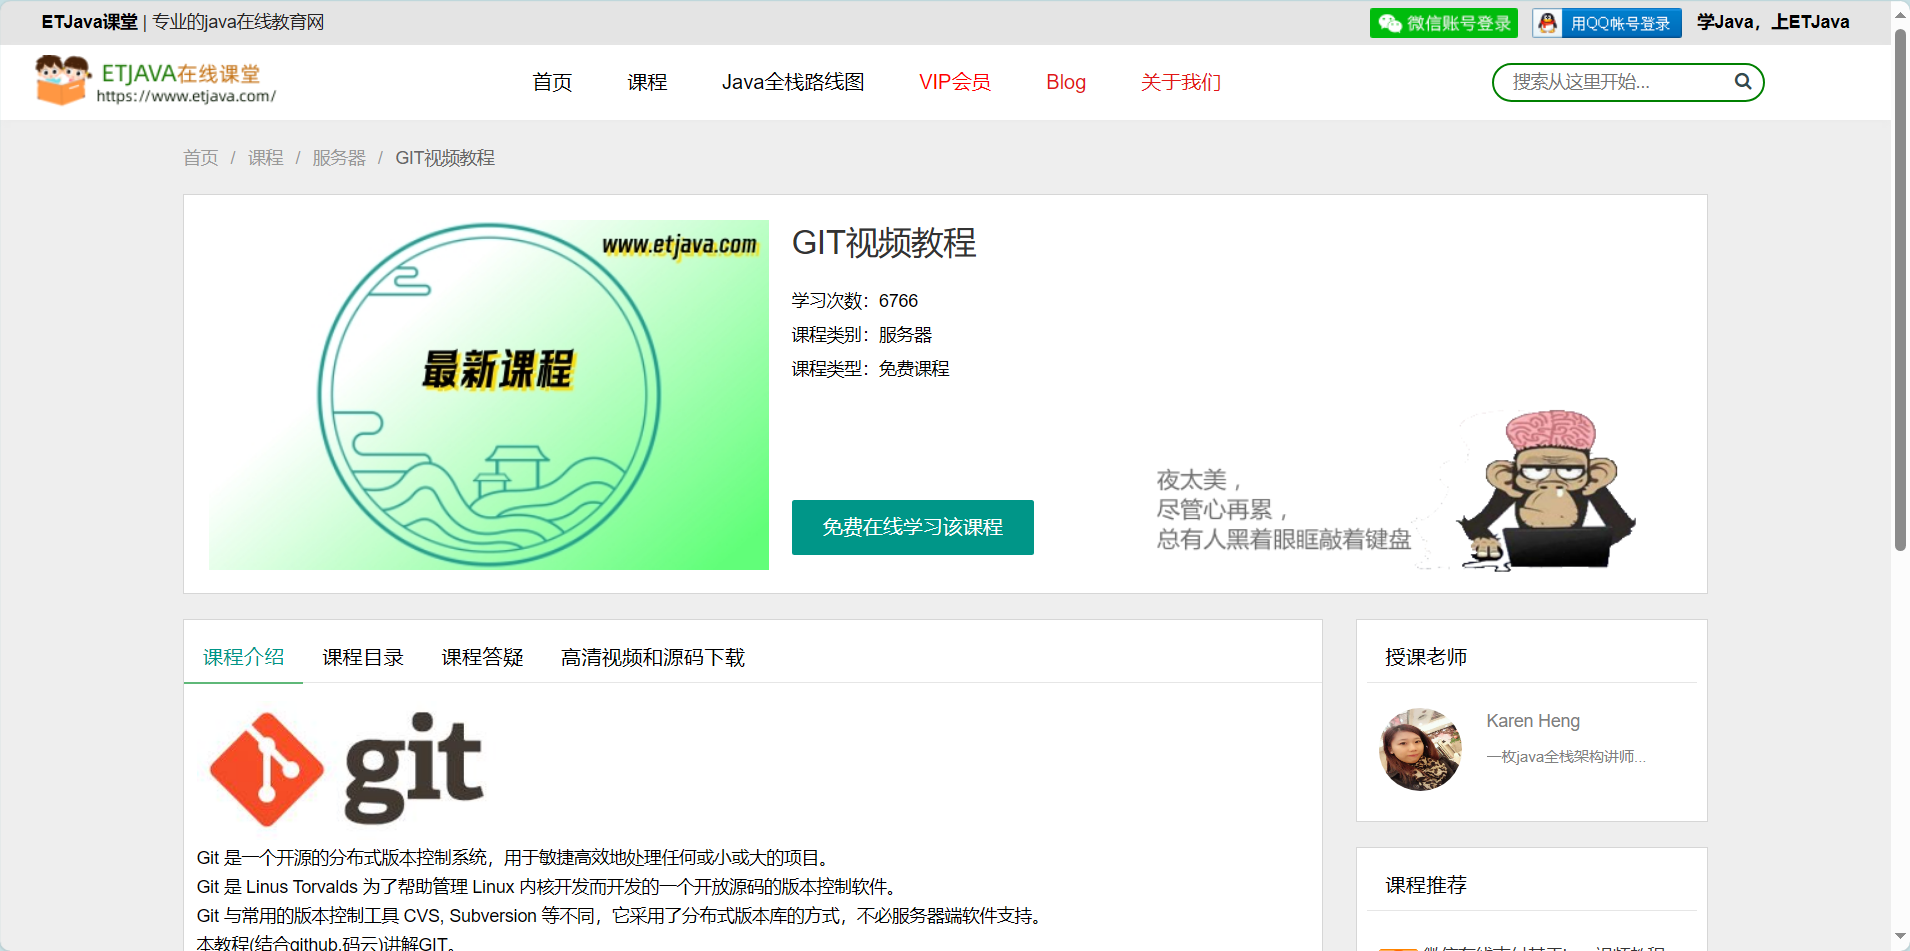 ETJava课堂 | 专业的java在线教育网
微信账号登录
用QQ帐号登录
学Java，上ETJava
ETJAVA在线课堂
https://www.etjava.com/
首页
课程
Java全栈路线图
VIP会员
Blog
关于我们
搜索从这里开始...
首页 / 课程 / 服务器 / GIT视频教程
www.etjava.com
最新课程
GIT视频教程
学习次数：6766
课程类别：服务器
课程类型：免费课程
免费在线学习该课程
夜太美，
尽管心再累，
总有人黑着眼眶敲着键盘
课程介绍
课程目录
课程答疑
高清视频和源码下载
git
Git 是一个开源的分布式版本控制系统，用于敏捷高效地处理任何或小或大的项目。
Git 是 Linus Torvalds 为了帮助管理 Linux 内核开发而开发的一个开放源码的版本控制软件。
Git 与常用的版本控制工具 CVS, Subversion 等不同，它采用了分布式版本库的方式，不必服务器端软件支持。
本教程(结合github,码云)讲解GIT。
授课老师
Karen Heng
一枚java全栈架构讲师...
课程推荐